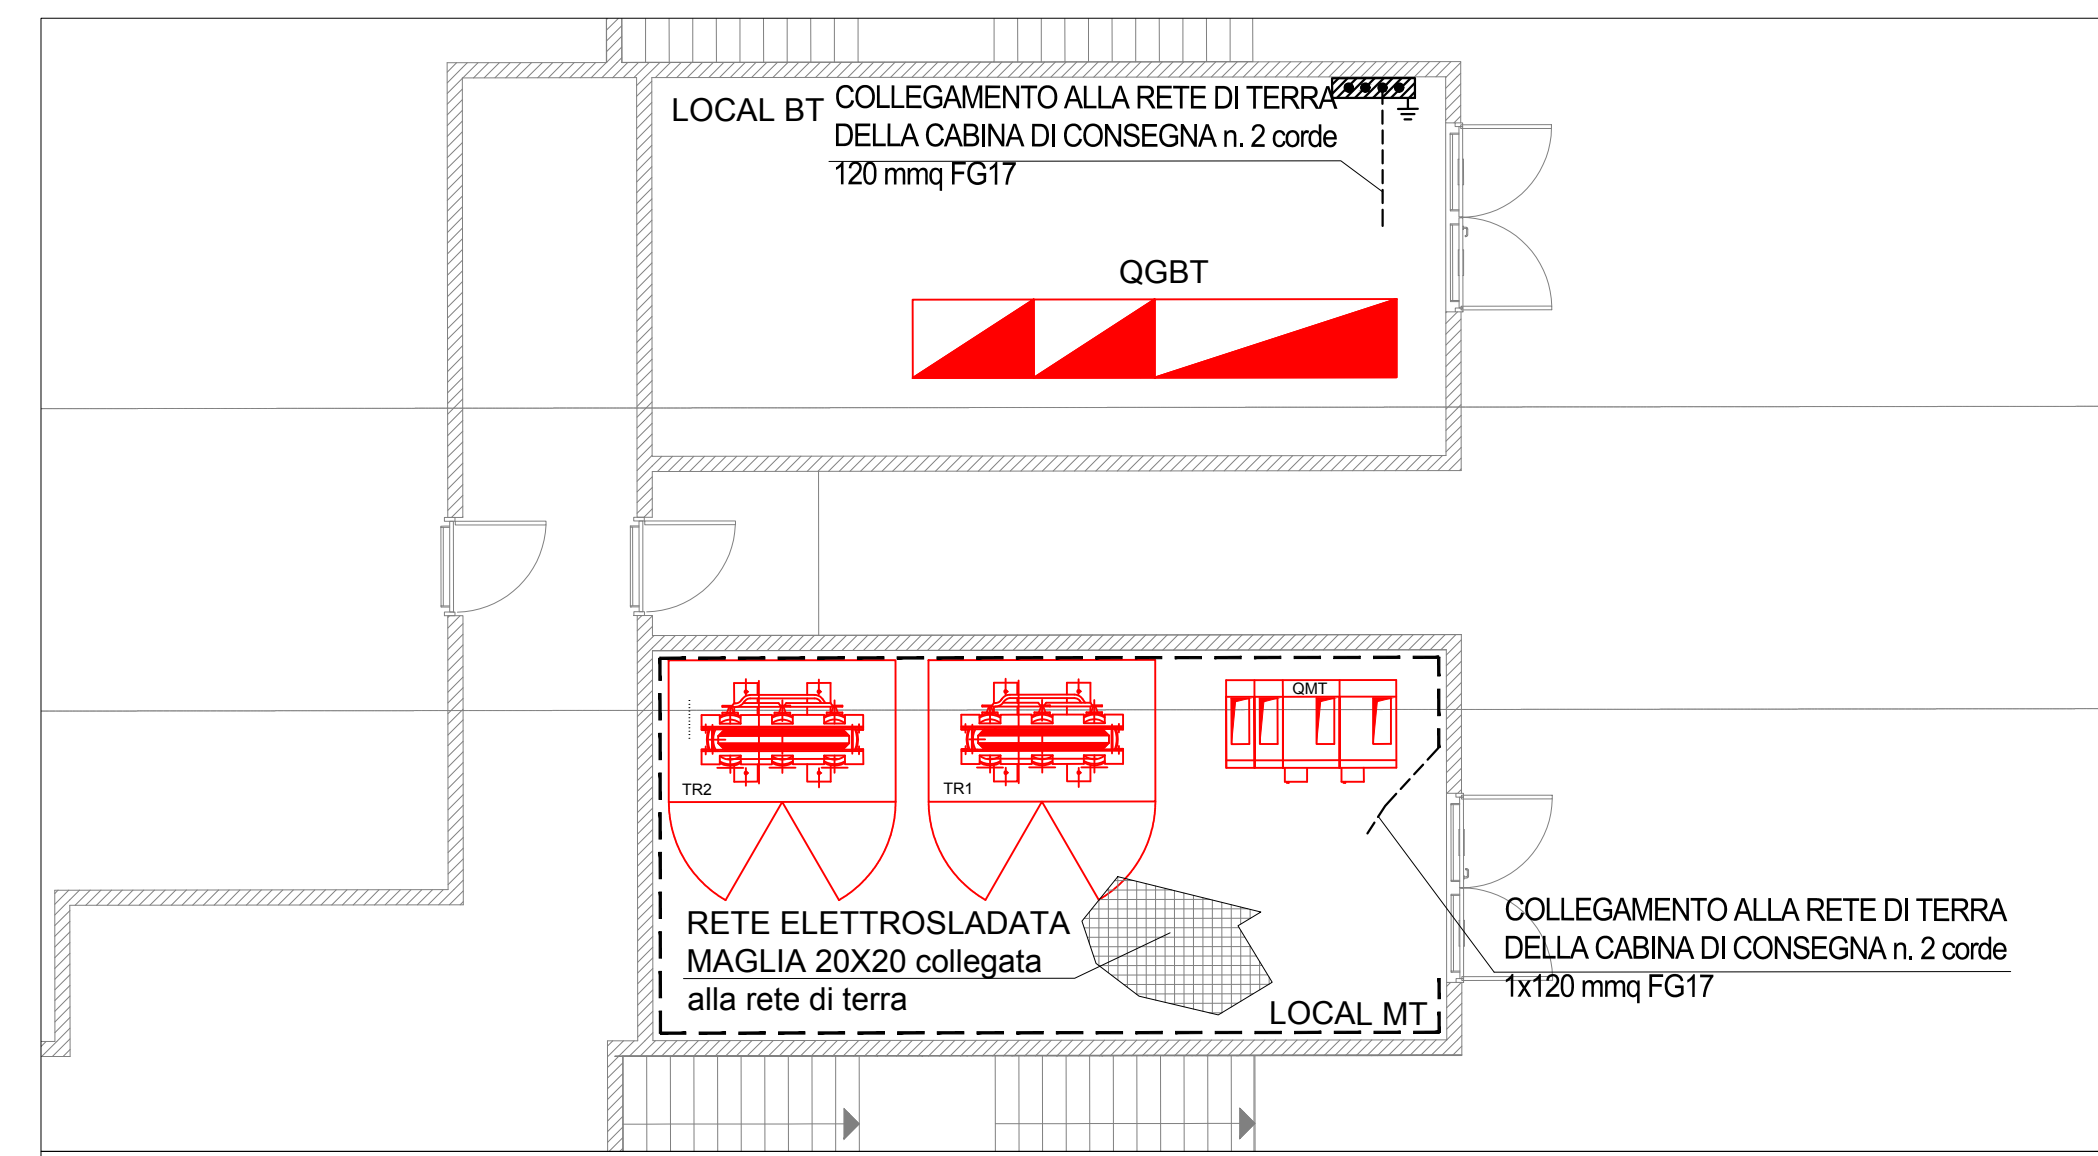 LOCAL BT
COLLEGAMENTO ALLA RETE DI TERRA
DELLA CABINA DI CONSEGNA n. 2 corde
120 mmq FG17
QGBT
QMT
TR2
TR1
RETE ELETTROSLADATA
MAGLIA 20X20 collegata
alla rete di terra
LOCAL MT
COLLEGAMENTO ALLA RETE DI TERRA
DELLA CABINA DI CONSEGNA n. 2 corde
1x120 mmq FG17